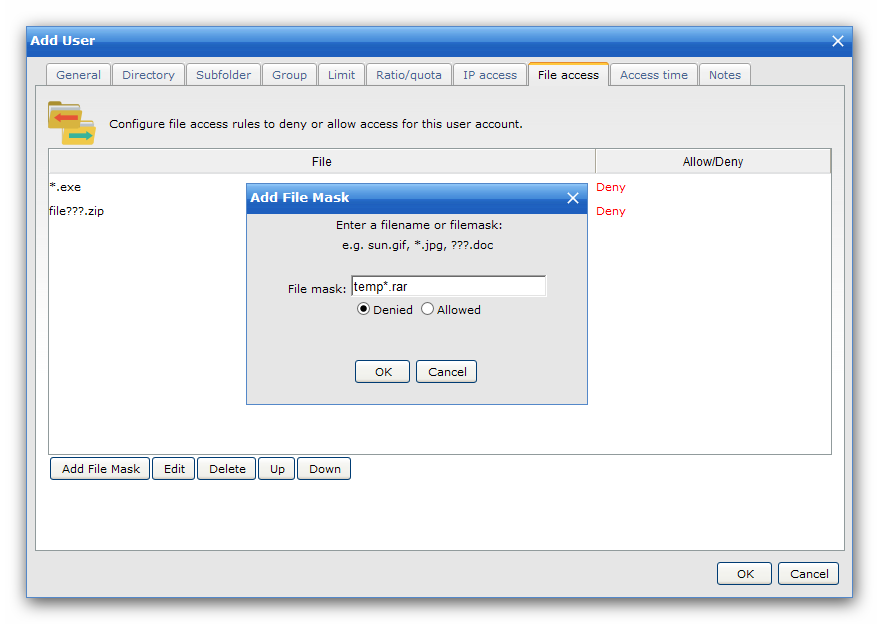 Add User
General Directory Subfolder Group Limit Ratio/quota IP access File access Access time Notes
Configure file access rules to deny or allow access for this user account.
File Allow/Deny
*.exe Deny
file???.zip Deny
Add File Mask
Enter a filename or filemask:
e.g. sun.gif, *.jpg, ???.doc
File mask: temp*.rar
Denied Allowed
OK Cancel
Add File Mask Edit Delete Up Down
OK Cancel